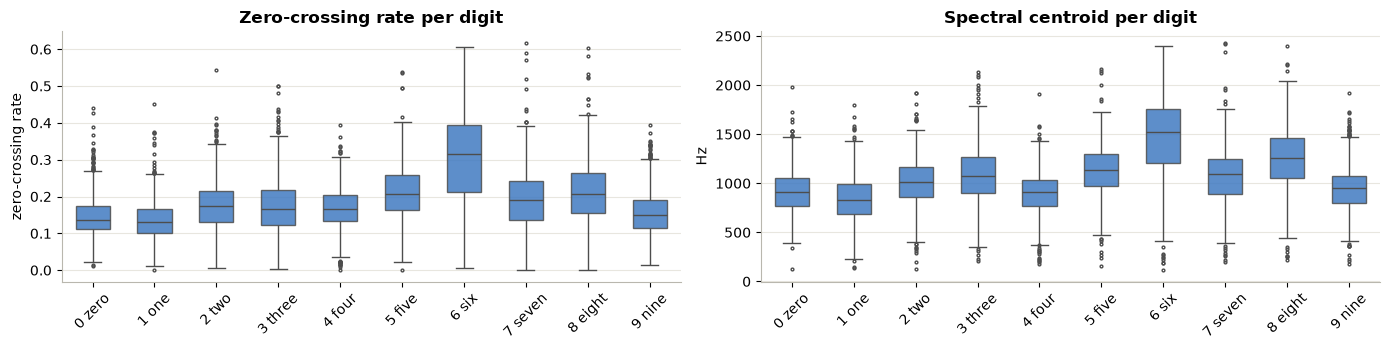 Zero-crossing rate per digit
zero-crossing rate
0.6
0.5
0.4
0.3
0.2
0.1
0.0
0 zero
1 one
2 two
3 three
4 four
5 five
6 six
7 seven
8 eight
9 nine
Spectral centroid per digit
Hz
2500
2000
1500
1000
500
0
0 zero
1 one
2 two
3 three
4 four
5 five
6 six
7 seven
8 eight
9 nine